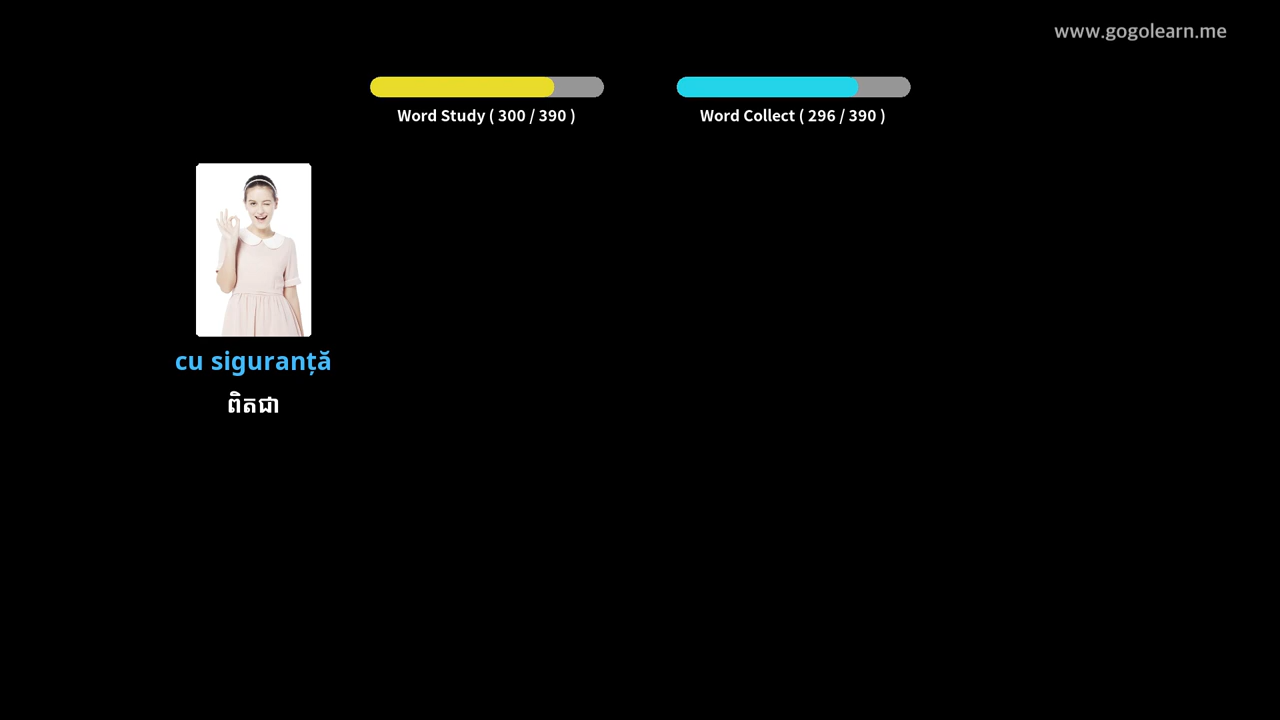 www.gogolearn.me
Word Study ( 300 / 390 )
Word Collect ( 296 / 390 )
cu siguranță
ពិតជា